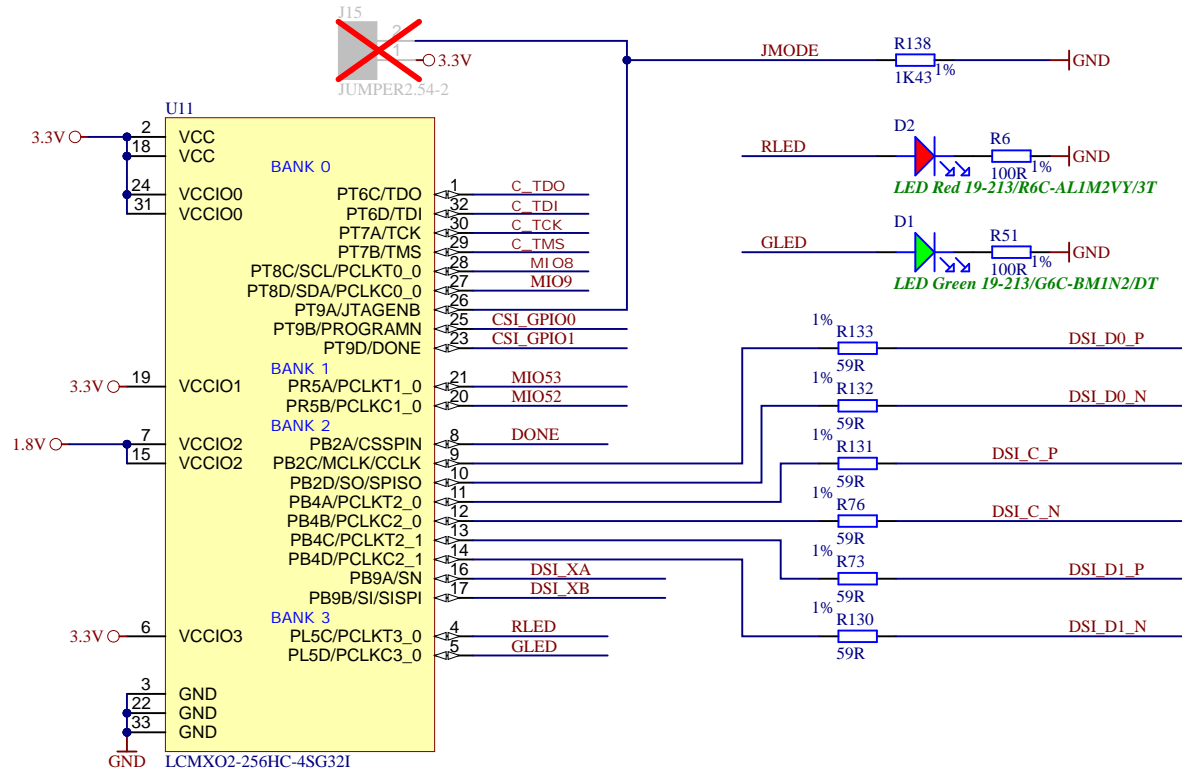 J15
2
1
3.3V
JUMPER2.54-2
JMODE
R138
1%
1K43
GND
RLED
D2
R6
1%
100R
GND
LED Red 19-213/R6C-AL1M2VY/3T
GLED
D1
R51
1%
100R
GND
LED Green 19-213/G6C-BM1N2/DT
U11
3.3V
2 VCC
18 VCC
24 VCCIO0
31 VCCIO0
BANK 0
PT6C/TDO 1 C_TDO
PT6D/TDI 32 C_TDI
PT7A/TCK 30 C_TCK
PT7B/TMS 29 C_TMS
PT8C/SCL/PCLKT0_0 28 MIO8
PT8D/SDA/PCLKC0_0 27 MIO9
PT9A/JTAGENB 26
PT9B/PROGRAMN 25 CSI_GPIO0
PT9D/DONE 23 CSI_GPIO1
BANK 1
3.3V 19 VCCIO1
PR5A/PCLKT1_0 21 MIO53
PR5B/PCLKC1_0 20 MIO52
BANK 2
1.8V 7 VCCIO2
15 VCCIO2
PB2A/CSSPIN 8 DONE
PB2C/MCLK/CCLK 9
PB2D/SO/SPISO 10
PB4A/PCLKT2_0 11
PB4B/PCLKC2_0 12
PB4C/PCLKT2_1 13
PB4D/PCLKC2_1 14
PB9A/SN 16 DSI_XA
PB9B/SI/SISPI 17 DSI_XB
BANK 3
3.3V 6 VCCIO3
PL5C/PCLKT3_0 4 RLED
PL5D/PCLKC3_0 5 GLED
3 GND
22 GND
33 GND
GND
LCMXO2-256HC-4SG32I
1% R133 59R DSI_D0_P
1% R132 59R DSI_D0_N
1% R131 59R DSI_C_P
1% R76 59R DSI_C_N
1% R73 59R DSI_D1_P
1% R130 59R DSI_D1_N